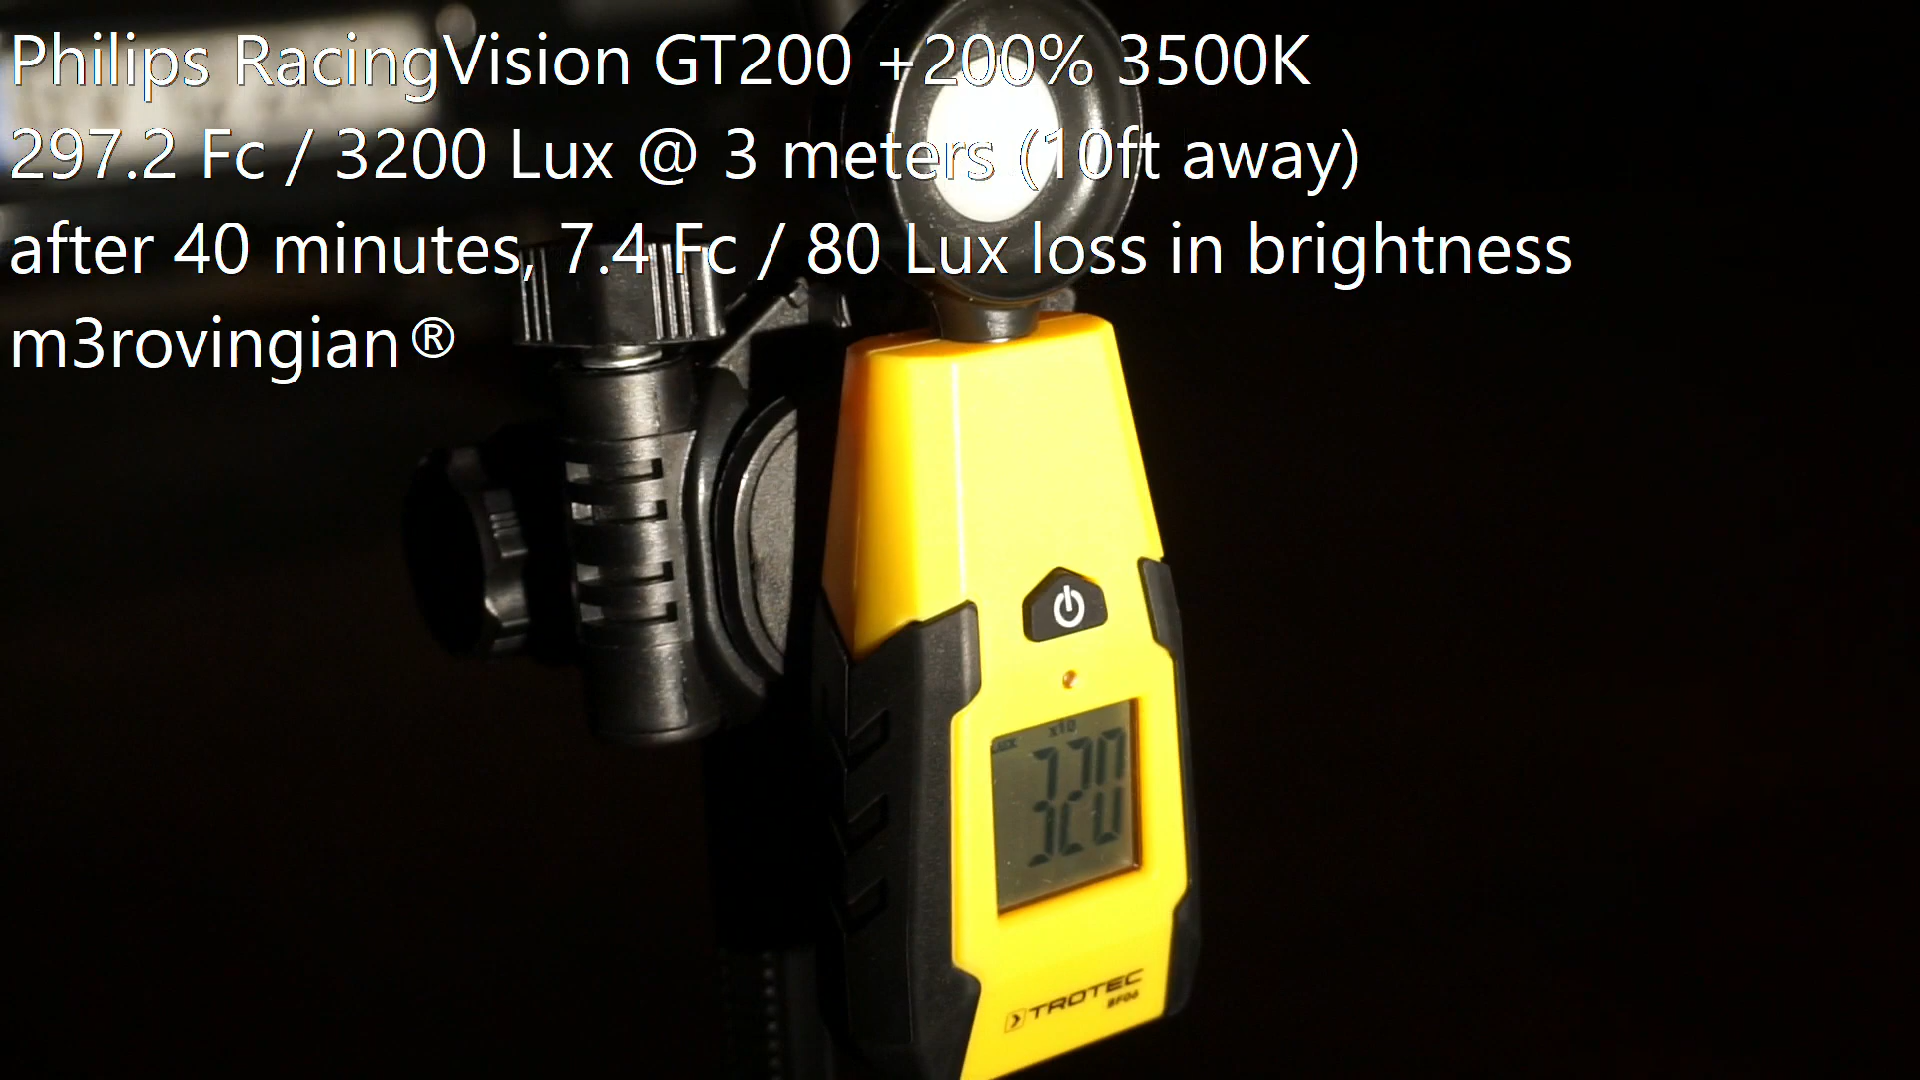 Philips RacingVision GT200 +200% 3500K
297.2 Fc / 3200 Lux @ 3 meters (10ft away)
after 40 minutes, 7.4 Fc / 80 Lux loss in brightness
m3rovingian®
LUX x10
320
TROTEC
BF06